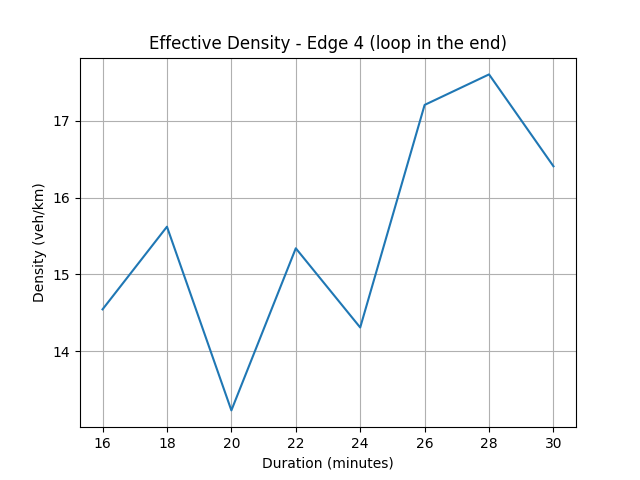 Effective Density - Edge 4 (loop in the end)
17
16
15
14
Density (veh/km)
16 18 20 22 24 26 28 30
Duration (minutes)